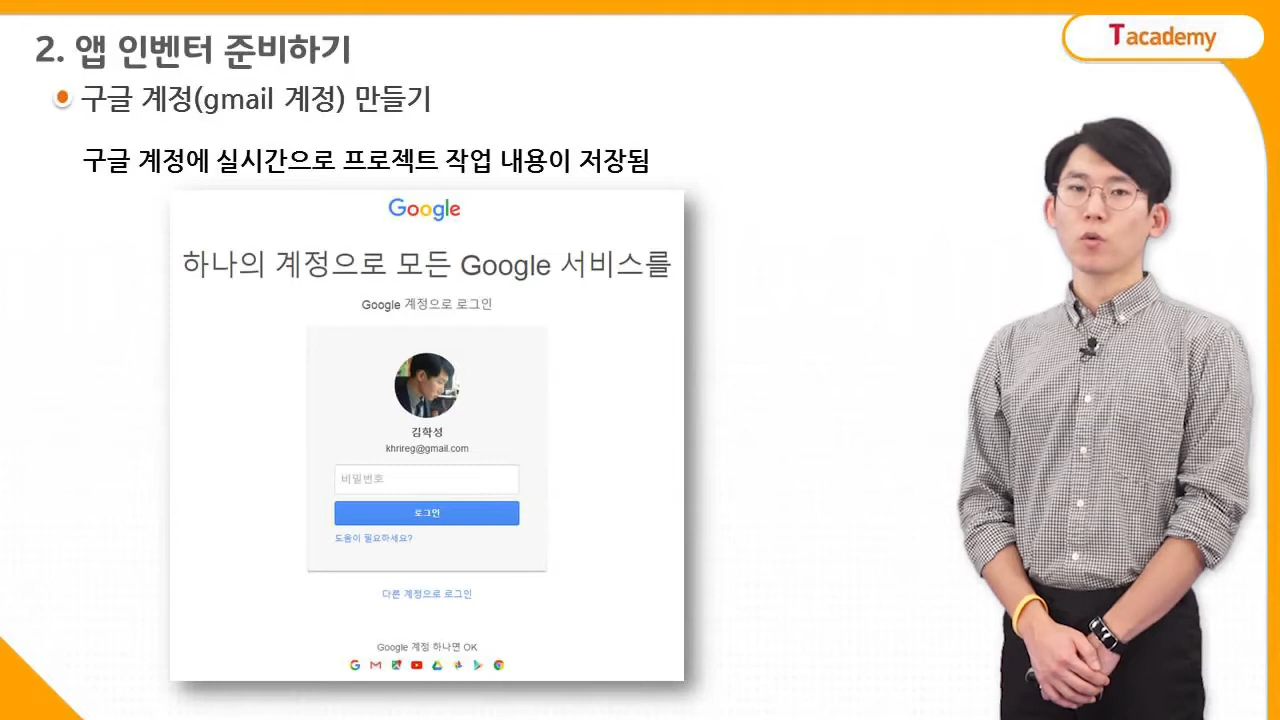 2. 앱 인벤터 준비하기
Tacademy
구글 계정(gmail 계정) 만들기
구글 계정에 실시간으로 프로젝트 작업 내용이 저장됨
Google
하나의 계정으로 모든 Google 서비스를
Google 계정으로 로그인
김학성
khrireg@gmail.com
비밀번호
로그인
도움이 필요하세요?
다른 계정으로 로그인
Google 계정 하나면 OK